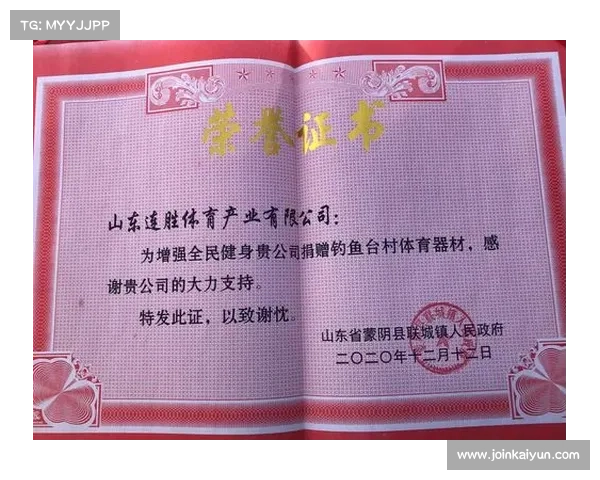 TG: MYYJJPP
荣誉证书
山东连胜体育产业有限公司：
为增强全民健身贵公司捐赠钓鱼台村体育器材，感
谢贵公司的大力支持。
特发此证，以致谢忱。
山东省蒙阴县联城镇人民政府
二〇二〇年十二月十二日
www.joinkaiyun.com